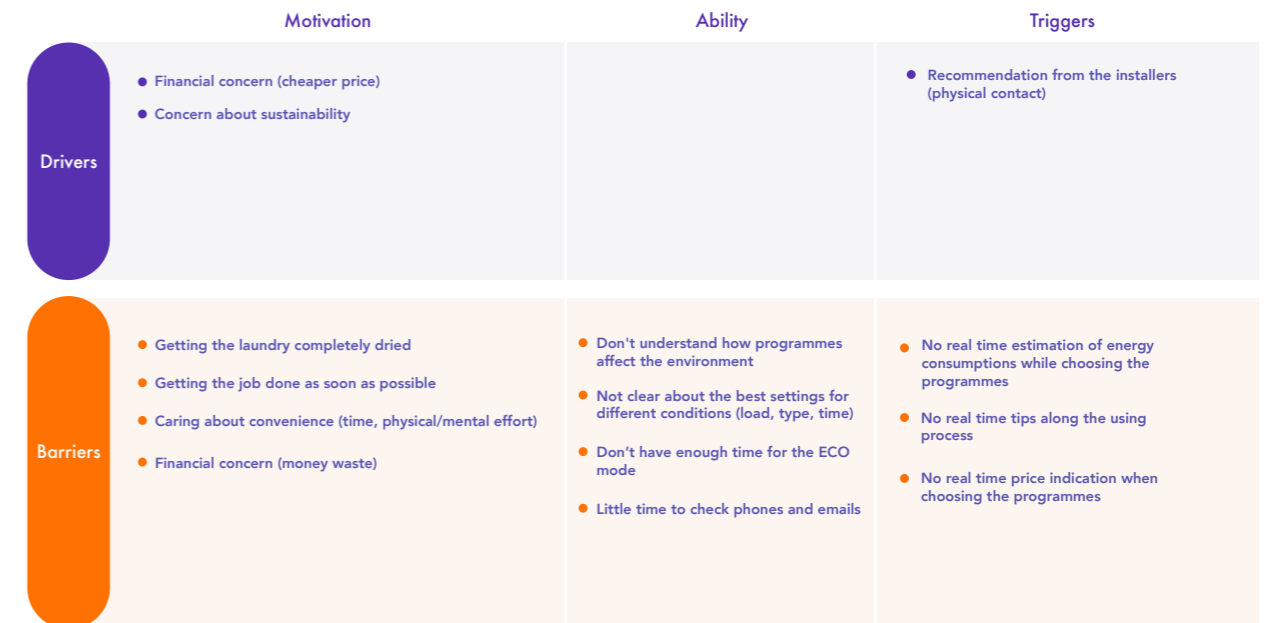 Motivation
Ability
Triggers
Drivers
Financial concern (cheaper price)
Concern about sustainability
Recommendation from the installers
(physical contact)
Barriers
Getting the laundry completely dried
Getting the job done as soon as possible
Caring about convenience (time, physical/mental effort)
Financial concern (money waste)
Don't understand how programmes
affect the environment
Not clear about the best settings for
different conditions (load, type, time)
Don’t have enough time for the ECO
mode
Little time to check phones and emails
No real time estimation of energy
consumptions while choosing the
programmes
No real time tips along the using
process
No real time price indication when
choosing the programmes